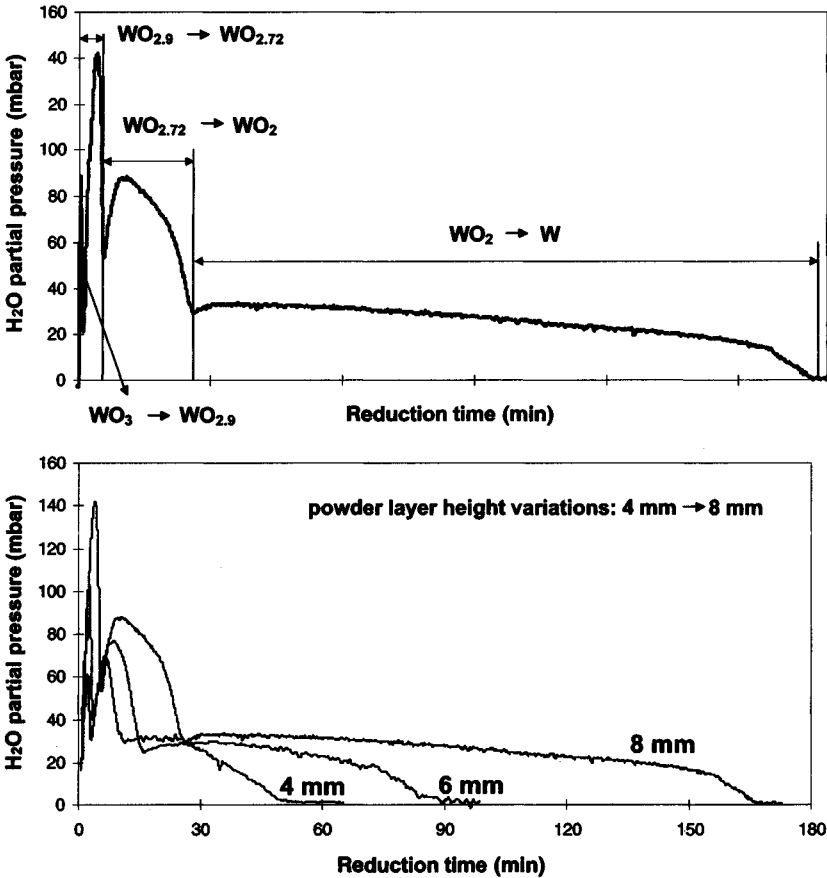 160
WO2.9 → WO2.72
40
20
WO2.72 → WO2
100
80
60
WO2 → W
40
20
0
H2O partial pressure (mbar)
WO3 → WO2.9
Reduction time (min)
160
140
powder layer height variations: 4 mm → 8 mm
120
100
80
60
40
20
0
H2O partial pressure (mbar)
8 mm
6 mm
4 mm
0 30 60 90 120 150 180
Reduction time (min)